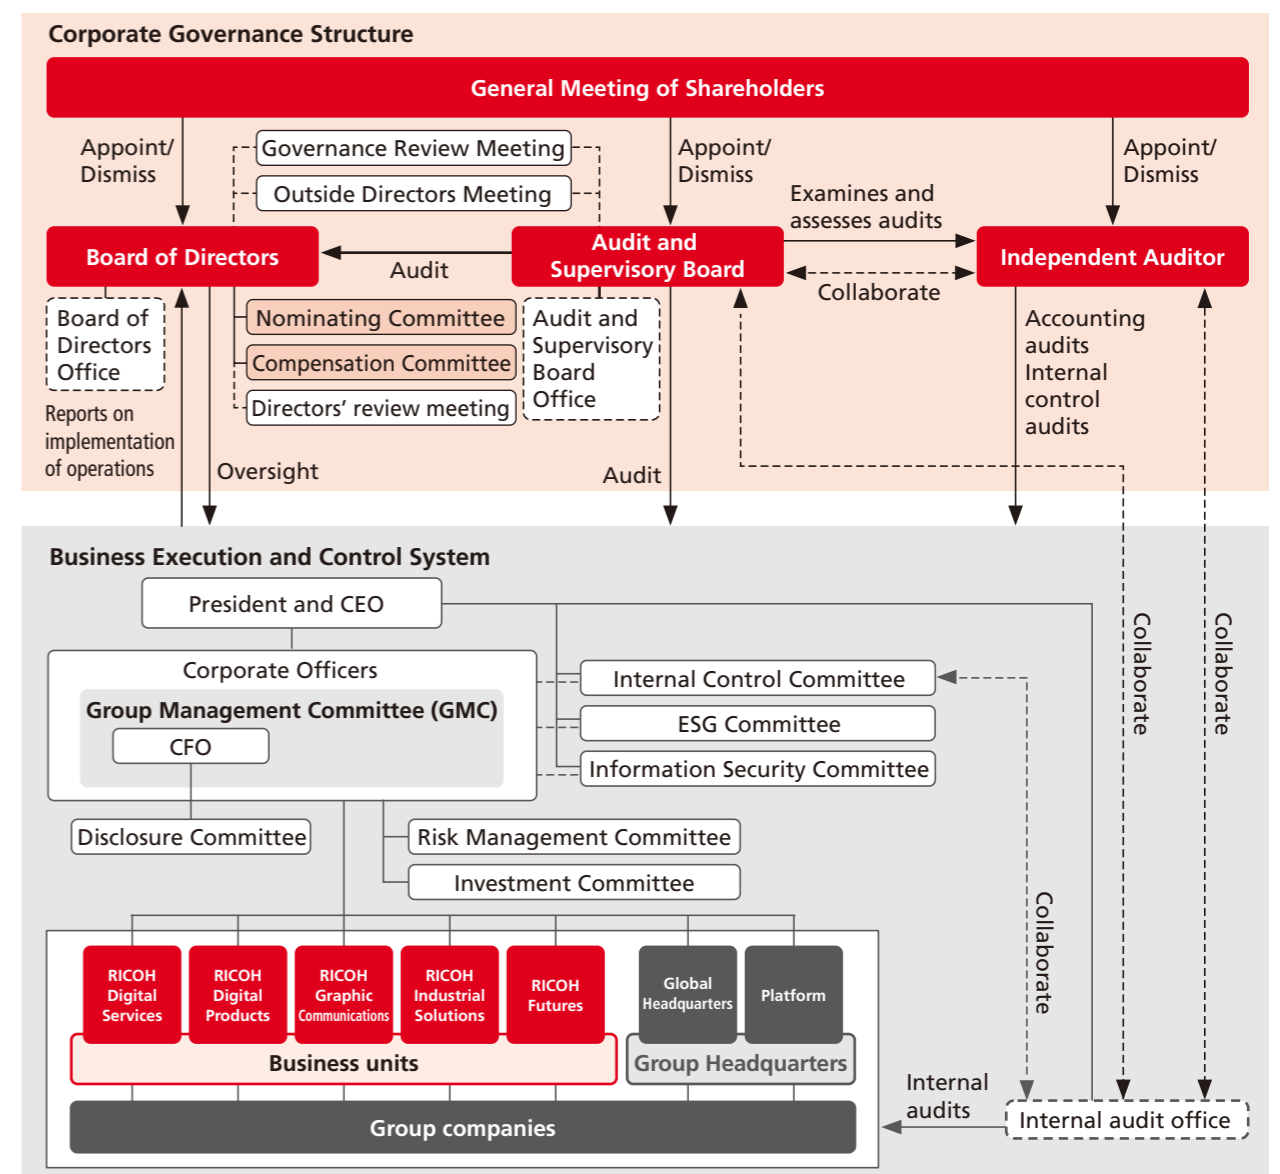 Corporate Governance Structure
General Meeting of Shareholders
Appoint/
Dismiss
Governance Review Meeting
Outside Directors Meeting
Appoint/
Dismiss
Examines and
assesses audits
Appoint/
Dismiss
Board of Directors
Audit
Audit and
Supervisory Board
Collaborate
Independent Auditor
Board of
Directors
Office
Nominating Committee
Compensation Committee
Directors’ review meeting
Audit and
Supervisory
Board
Office
Accounting
audits
Internal
control
audits
Reports on
implementation
of operations
Oversight
Audit
Business Execution and Control System
President and CEO
Corporate Officers
Group Management Committee (GMC)
CFO
Internal Control Committee
ESG Committee
Information Security Committee
Collaborate
Collaborate
Disclosure Committee
Risk Management Committee
Investment Committee
Collaborate
RICOH
Digital
Services
RICOH
Digital
Products
RICOH
Graphic
Communications
RICOH
Industrial
Solutions
RICOH
Futures
Global
Headquarters
Platform
Business units
Group Headquarters
Group companies
Internal
audits
Internal audit office